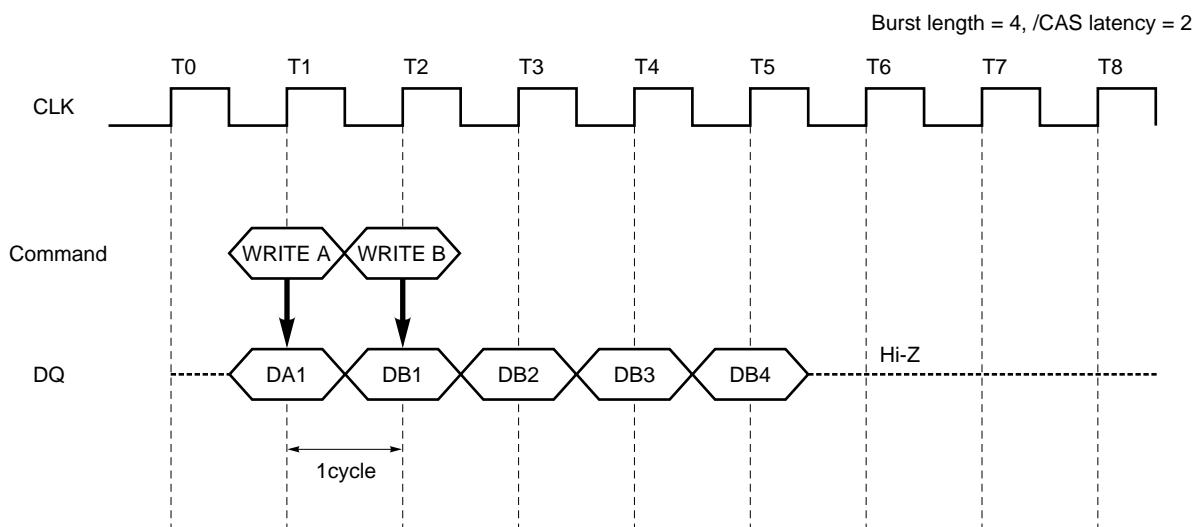 Burst length = 4, /CAS latency = 2
T0 T1 T2 T3 T4 T5 T6 T7 T8
CLK
Command WRITE A WRITE B
DQ DA1 DB1 DB2 DB3 DB4 Hi-Z
1cycle